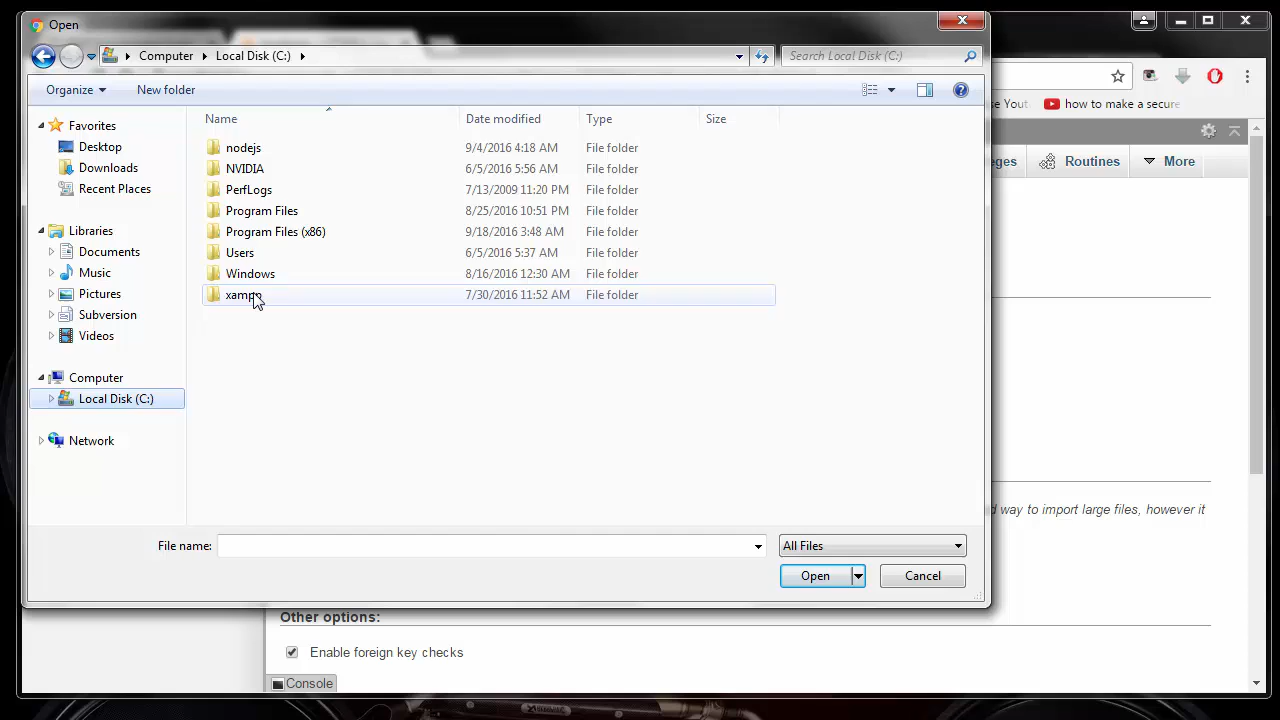 Open
Computer Local Disk (C:)
Search Local Disk (C:)
Organize New folder
use Yout how to make a secure
Name Date modified Type Size
Favorites
Desktop
Downloads
Recent Places
Libraries
Documents
Music
Pictures
Subversion
Videos
Computer
Local Disk (C:)
Network
nodejs 9/4/2016 4:18 AM File folder
NVIDIA 6/5/2016 5:56 AM File folder
PerfLogs 7/13/2009 11:20 PM File folder
Program Files 8/25/2016 10:51 PM File folder
Program Files (x86) 9/18/2016 3:48 AM File folder
Users 6/5/2016 5:37 AM File folder
Windows 8/16/2016 12:30 AM File folder
xampp 7/30/2016 11:52 AM File folder
Routines More
way to import large files, however it
File name: All Files
Open Cancel
Other options:
Enable foreign key checks
Console